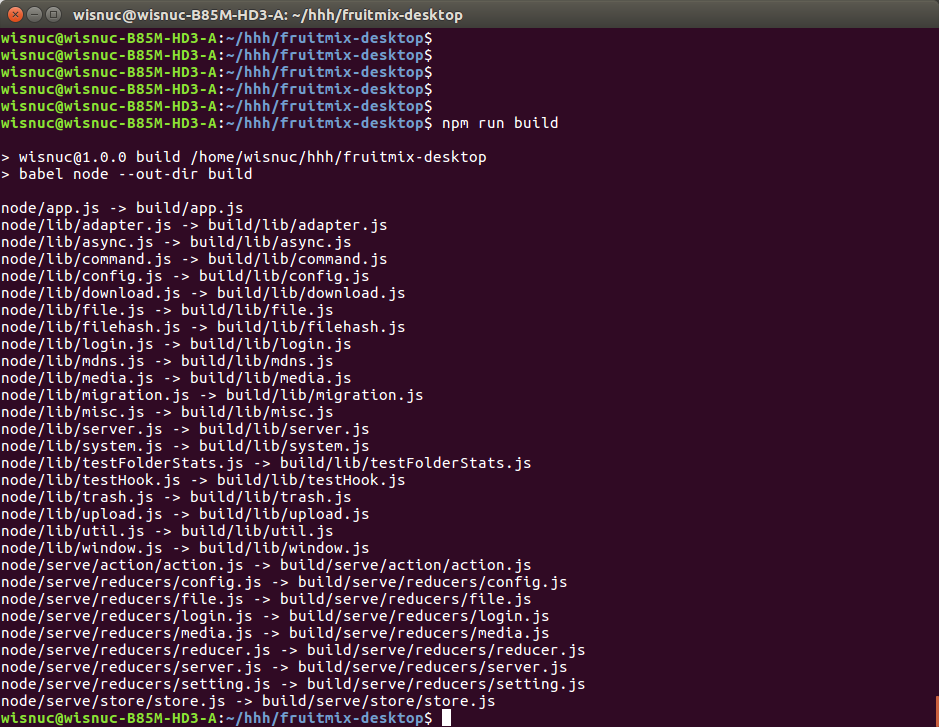 wisnuc@wisnuc-B85M-HD3-A: ~/hhh/fruitmix-desktop
wisnuc@wisnuc-B85M-HD3-A:~/hhh/fruitmix-desktop$
wisnuc@wisnuc-B85M-HD3-A:~/hhh/fruitmix-desktop$
wisnuc@wisnuc-B85M-HD3-A:~/hhh/fruitmix-desktop$
wisnuc@wisnuc-B85M-HD3-A:~/hhh/fruitmix-desktop$
wisnuc@wisnuc-B85M-HD3-A:~/hhh/fruitmix-desktop$
wisnuc@wisnuc-B85M-HD3-A:~/hhh/fruitmix-desktop$ npm run build
> wisnuc@1.0.0 build /home/wisnuc/hhh/fruitmix-desktop
> babel node --out-dir build
node/app.js -> build/app.js
node/lib/adapter.js -> build/lib/adapter.js
node/lib/async.js -> build/lib/async.js
node/lib/command.js -> build/lib/command.js
node/lib/config.js -> build/lib/config.js
node/lib/download.js -> build/lib/download.js
node/lib/file.js -> build/lib/file.js
node/lib/filehash.js -> build/lib/filehash.js
node/lib/login.js -> build/lib/login.js
node/lib/mdns.js -> build/lib/mdns.js
node/lib/media.js -> build/lib/media.js
node/lib/migration.js -> build/lib/migration.js
node/lib/misc.js -> build/lib/misc.js
node/lib/server.js -> build/lib/server.js
node/lib/system.js -> build/lib/system.js
node/lib/testFolderStats.js -> build/lib/testFolderStats.js
node/lib/testHook.js -> build/lib/testHook.js
node/lib/trash.js -> build/lib/trash.js
node/lib/upload.js -> build/lib/upload.js
node/lib/util.js -> build/lib/util.js
node/lib/window.js -> build/lib/window.js
node/serve/action/action.js -> build/serve/action/action.js
node/serve/reducers/config.js -> build/serve/reducers/config.js
node/serve/reducers/file.js -> build/serve/reducers/file.js
node/serve/reducers/login.js -> build/serve/reducers/login.js
node/serve/reducers/media.js -> build/serve/reducers/media.js
node/serve/reducers/reducer.js -> build/serve/reducers/reducer.js
node/serve/reducers/server.js -> build/serve/reducers/server.js
node/serve/reducers/setting.js -> build/serve/reducers/setting.js
node/serve/store/store.js -> build/serve/store/store.js
wisnuc@wisnuc-B85M-HD3-A:~/hhh/fruitmix-desktop$